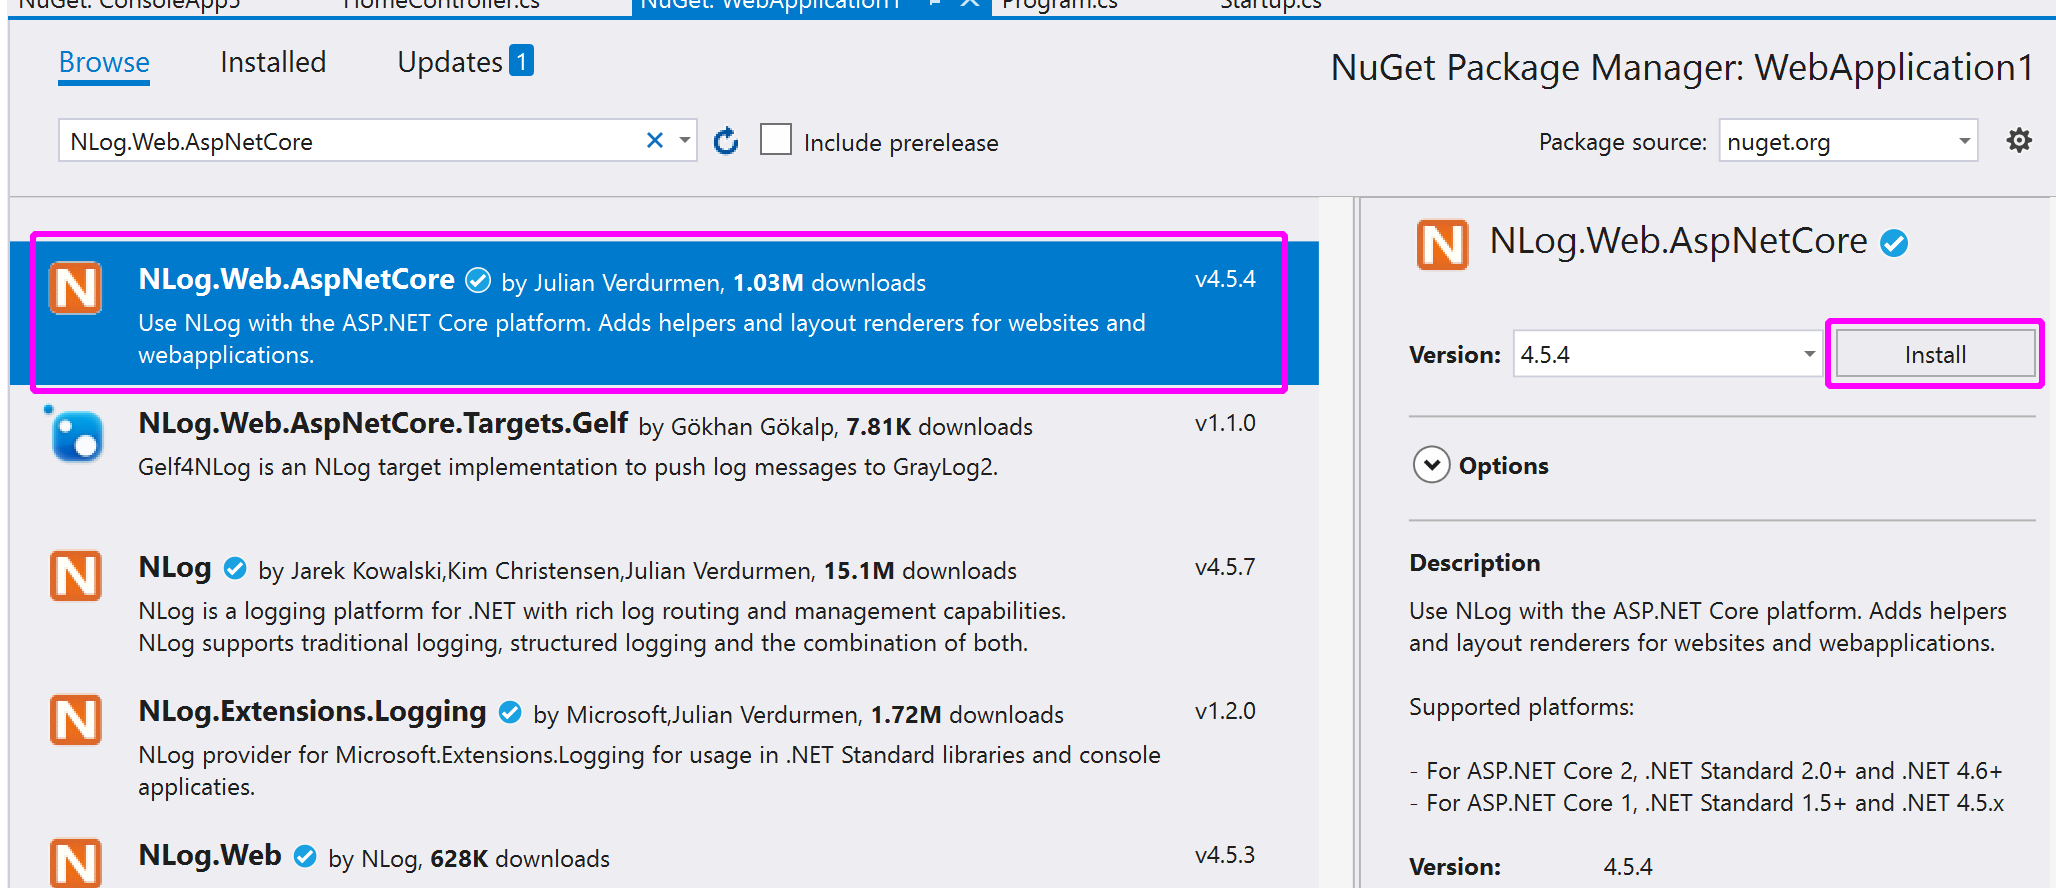 NuGet: ConsoleApp5
HomeController.cs
NuGet: WebApplication1
Program.cs
Startup.cs
Browse
Installed
Updates 1
NuGet Package Manager: WebApplication1
NLog.Web.AspNetCore
Include prerelease
Package source:
nuget.org
NLog.Web.AspNetCore by Julian Verdurmen, 1.03M downloads
v4.5.4
Use NLog with the ASP.NET Core platform. Adds helpers and layout renderers for websites and
webapplications.
NLog.Web.AspNetCore.Targets.Gelf by Gökhan Gökalp, 7.81K downloads
v1.1.0
Gelf4NLog is an NLog target implementation to push log messages to GrayLog2.
NLog by Jarek Kowalski,Kim Christensen,Julian Verdurmen, 15.1M downloads
v4.5.7
NLog is a logging platform for .NET with rich log routing and management capabilities.
NLog supports traditional logging, structured logging and the combination of both.
NLog.Extensions.Logging by Microsoft,Julian Verdurmen, 1.72M downloads
v1.2.0
NLog provider for Microsoft.Extensions.Logging for usage in .NET Standard libraries and console
applicaties.
NLog.Web by NLog, 628K downloads
v4.5.3
NLog.Web.AspNetCore
Version:
4.5.4
Install
Options
Description
Use NLog with the ASP.NET Core platform. Adds helpers
and layout renderers for websites and webapplications.
Supported platforms:
- For ASP.NET Core 2, .NET Standard 2.0+ and .NET 4.6+
- For ASP.NET Core 1, .NET Standard 1.5+ and .NET 4.5.x
Version:
4.5.4